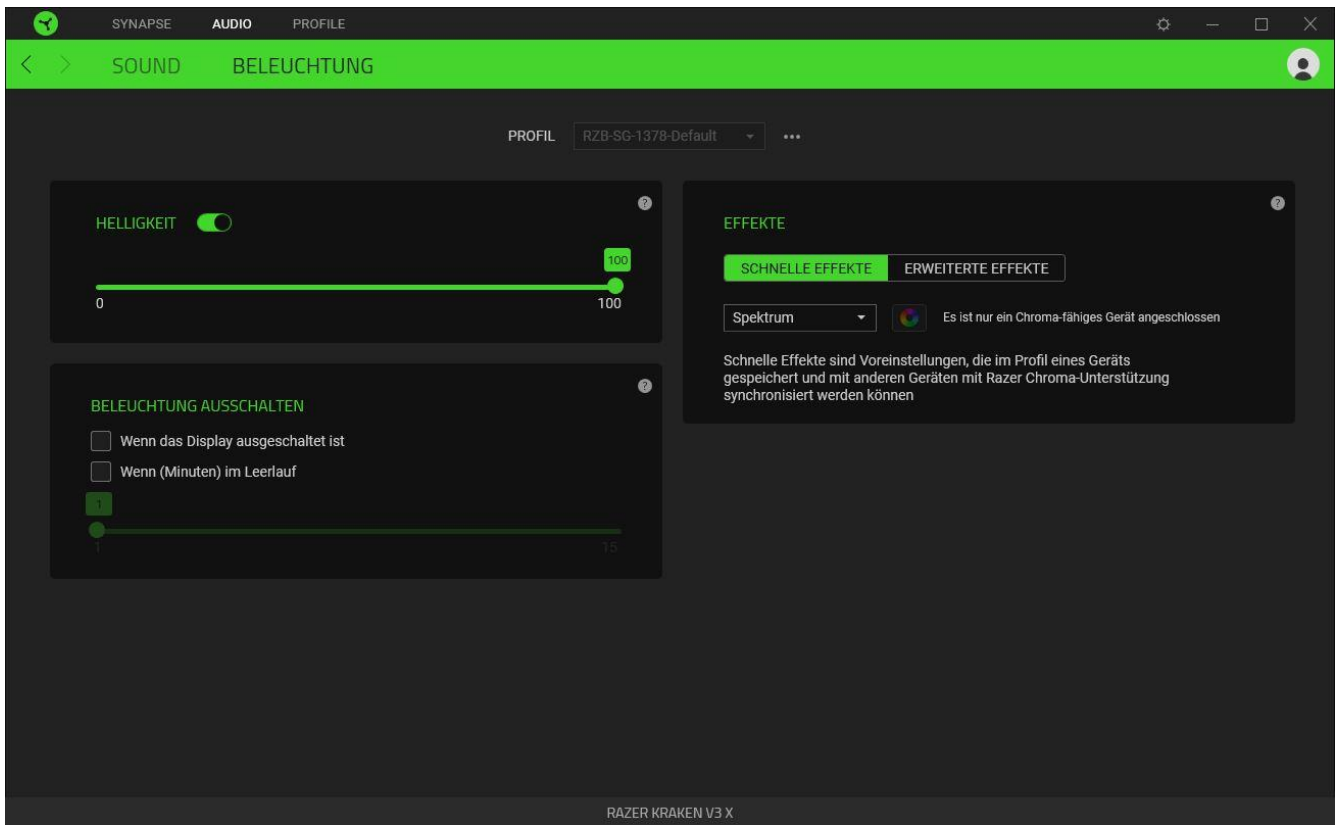 SYNAPSE AUDIO PROFILE
SOUND BELEUCHTUNG
PROFIL RZB-SG-1378-Default
HELLIGKEIT
100
0 100
BELEUCHTUNG AUSSCHALTEN
Wenn das Display ausgeschaltet ist
Wenn (Minuten) im Leerlauf
1
1 15
EFFEKTE
SCHNELLE EFFEKTE ERWEITERTE EFFEKTE
Spektrum Es ist nur ein Chroma-fähiges Gerät angeschlossen
Schnelle Effekte sind Voreinstellungen, die im Profil eines Geräts
gespeichert und mit anderen Geräten mit Razer Chroma-Unterstützung
synchronisiert werden können
RAZER KRAKEN V3 X